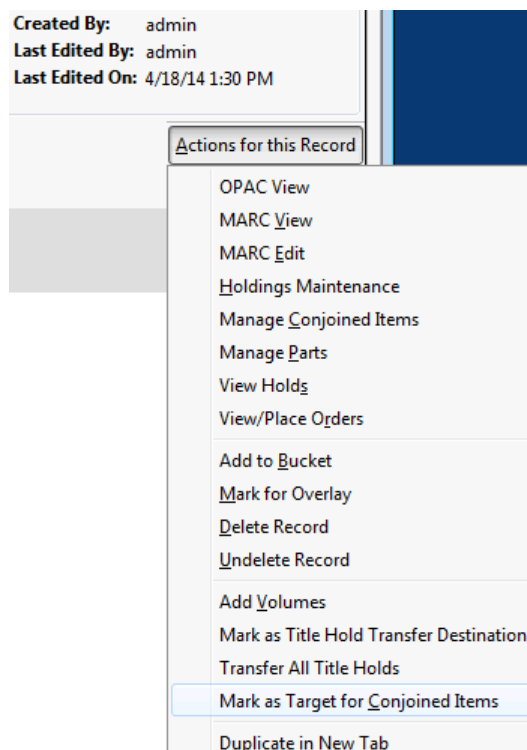 Created By: admin
Last Edited By: admin
Last Edited On: 4/18/14 1:30 PM
Actions for this Record
OPAC View
MARC View
MARC Edit
Holdings Maintenance
Manage Conjoined Items
Manage Parts
View Holds
View/Place Orders
Add to Bucket
Mark for Overlay
Delete Record
Undelete Record
Add Volumes
Mark as Title Hold Transfer Destination
Transfer All Title Holds
Mark as Target for Conjoined Items
Duplicate in New Tab